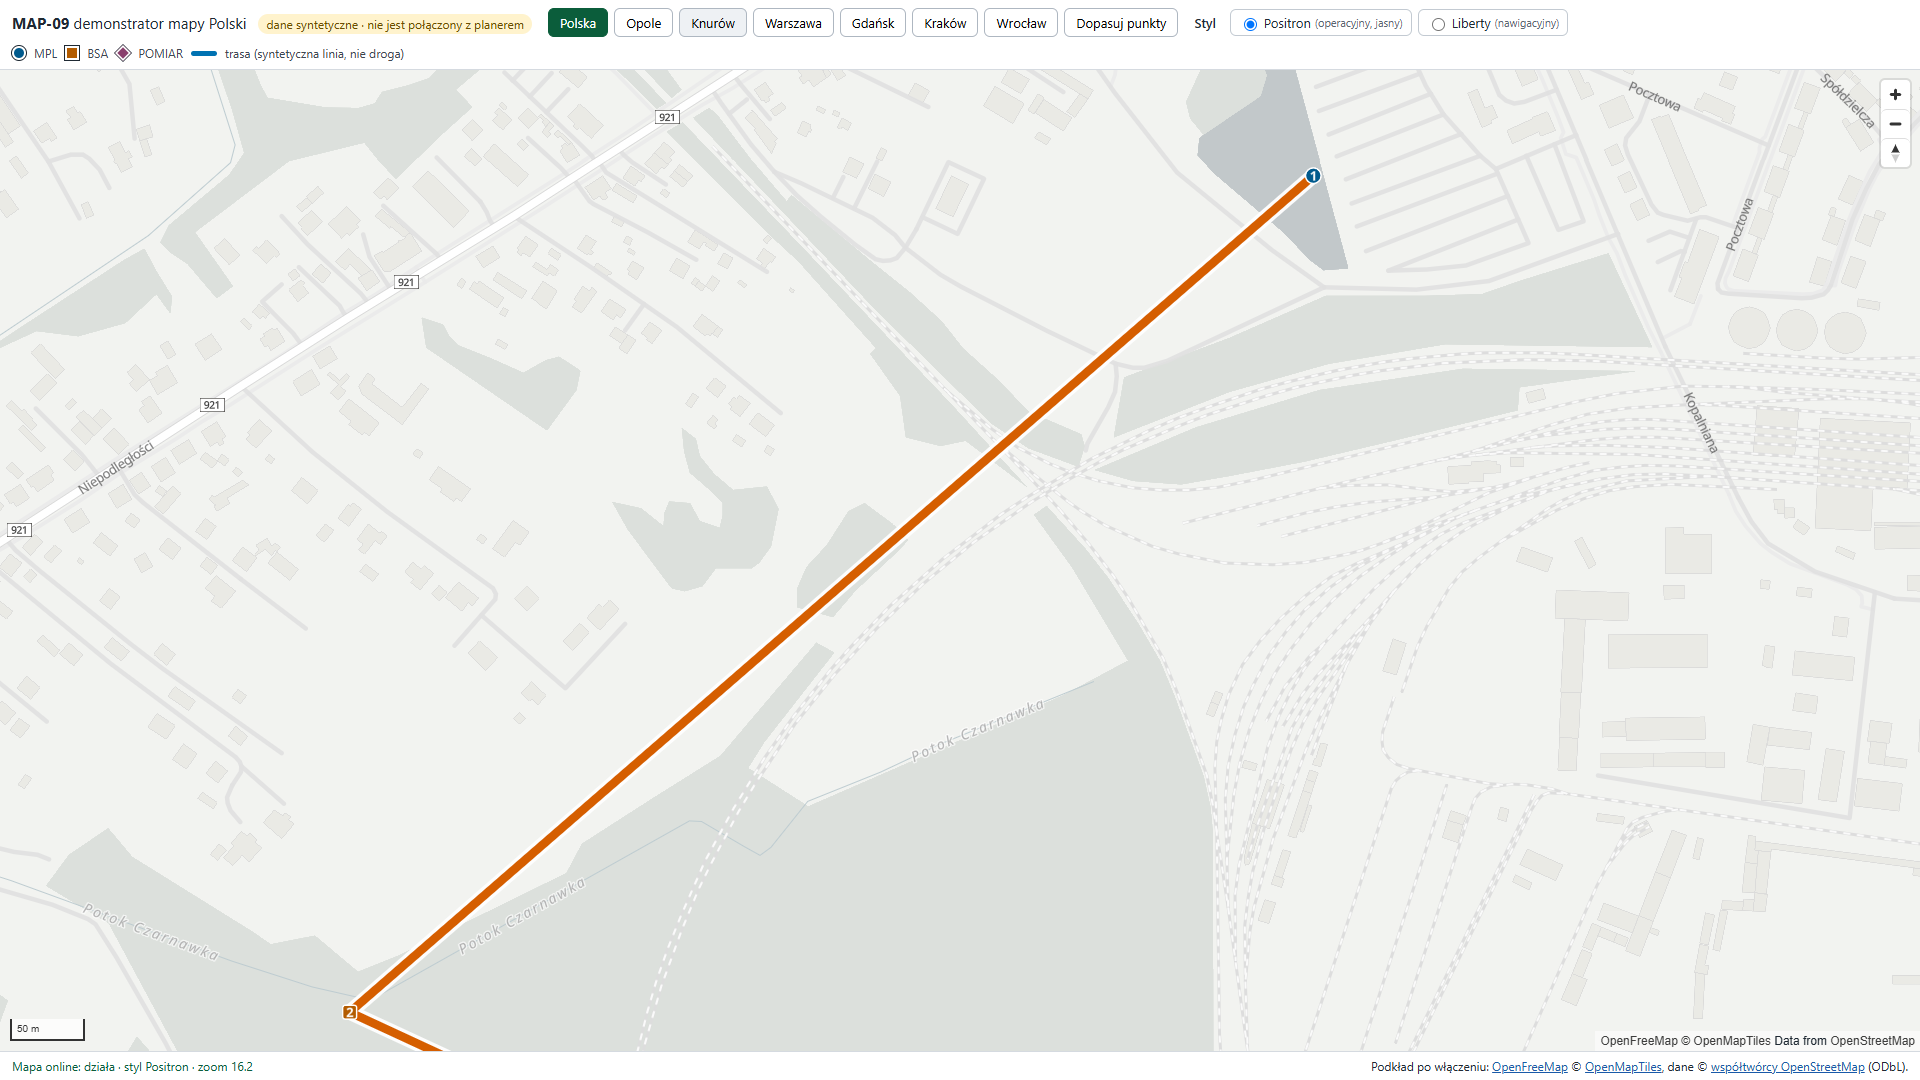 MAP-09 demonstrator mapy Polski
dane syntetyczne · nie jest połączony z planerem
Polska
Opole
Knurów
Warszawa
Gdańsk
Kraków
Wrocław
Dopasuj punkty
Styl
Positron (operacyjny, jasny)
Liberty (nawigacyjny)
MPL
BSA
POMIAR
trasa (syntetyczna linia, nie droga)
Pocztowa
Spółdzielcza
921
1
Pocztowa
921
921
Kopalniana
Niepodległości
921
Potok Czarnawka
Potok Czarnawka
Potok Czarnawka
2
50 m
OpenFreeMap © OpenMapTiles Data from OpenStreetMap
Mapa online: działa · styl Positron · zoom 16.2
Podkład po włączeniu: OpenFreeMap © OpenMapTiles, dane © współtwórcy OpenStreetMap (ODbL).